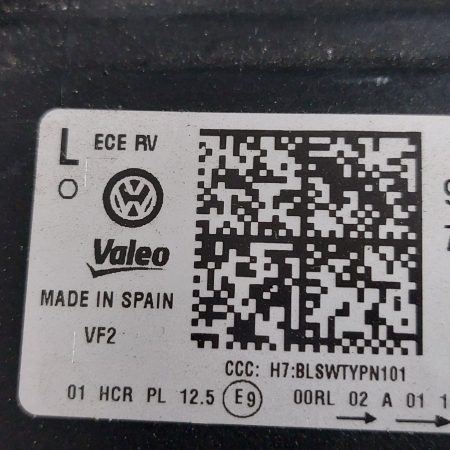 L ECE RV
Valeo
MADE IN SPAIN
VF2
CCC: H7:BLSWTYPN101
01 HCR PL 12.5 E9 00RL 02 A 01 1